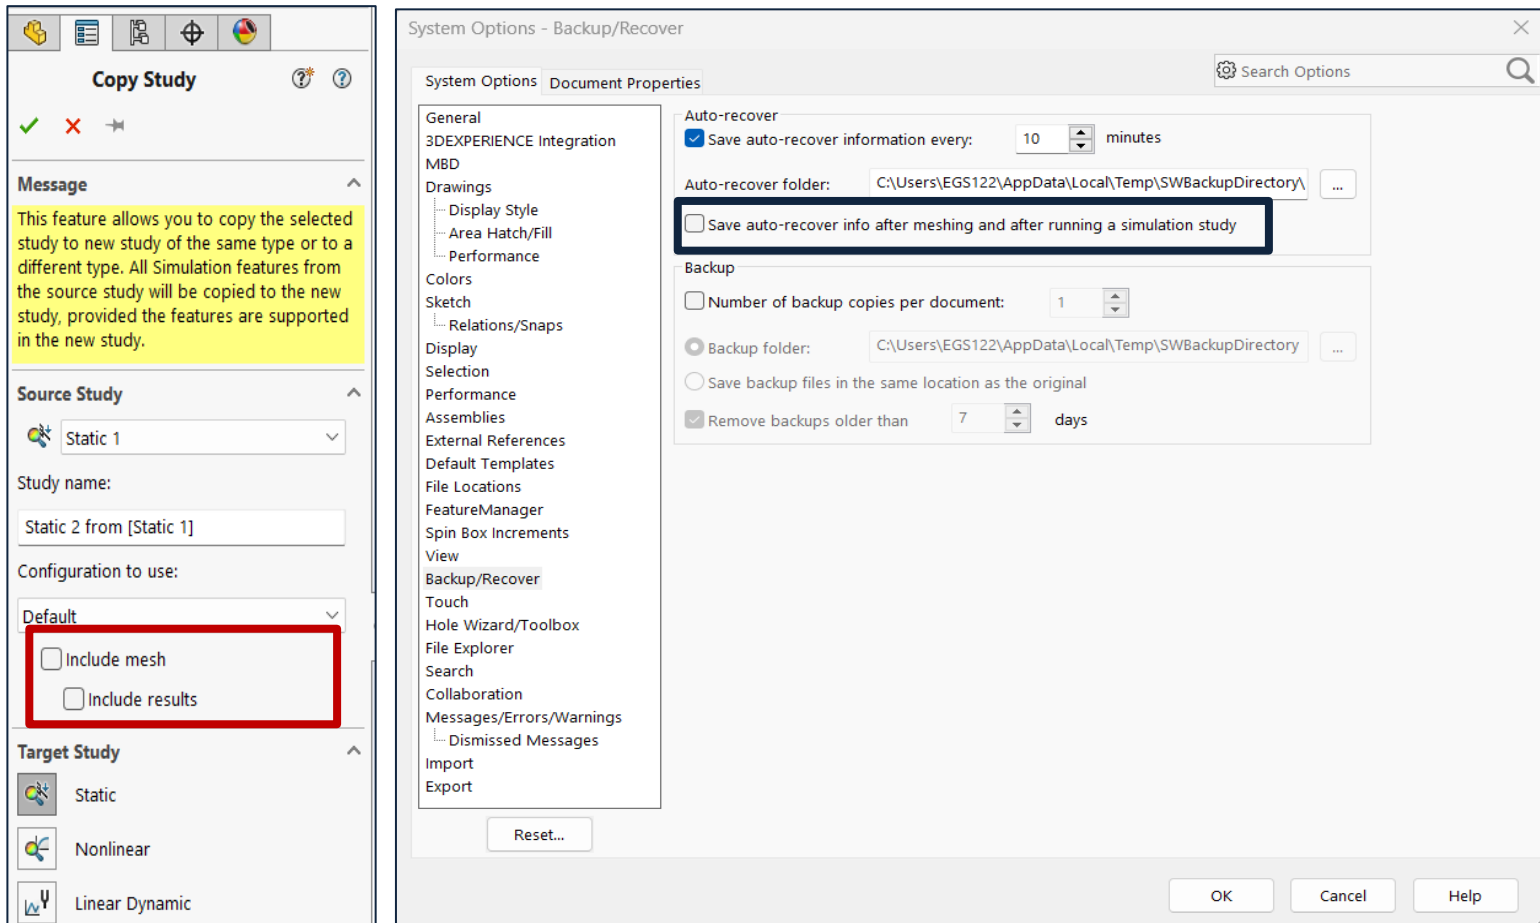 Copy Study
Message
This feature allows you to copy the selected
study to new study of the same type or to a
different type. All Simulation features from
the source study will be copied to the new
study, provided the features are supported
in the new study.
Source Study
Static 1
Study name:
Static 2 from [Static 1]
Configuration to use:
Default
Include mesh
Include results
Target Study
Static
Nonlinear
Linear Dynamic
System Options - Backup/Recover
System Options
Document Properties
Search Options
General
3DEXPERIENCE Integration
MBD
Drawings
Display Style
Area Hatch/Fill
Performance
Colors
Sketch
Relations/Snaps
Display
Selection
Performance
Assemblies
External References
Default Templates
File Locations
FeatureManager
Spin Box Increments
View
Backup/Recover
Touch
Hole Wizard/Toolbox
File Explorer
Search
Collaboration
Messages/Errors/Warnings
Dismissed Messages
Import
Export
Reset...
Auto-recover
Save auto-recover information every: 10 minutes
Auto-recover folder: C:\Users\EGS122\AppData\Local\Temp\SWBackupDirectory\ ...
Save auto-recover info after meshing and after running a simulation study
Backup
Number of backup copies per document: 1
Backup folder: C:\Users\EGS122\AppData\Local\Temp\SWBackupDirectory ...
Save backup files in the same location as the original
Remove backups older than 7 days
OK
Cancel
Help